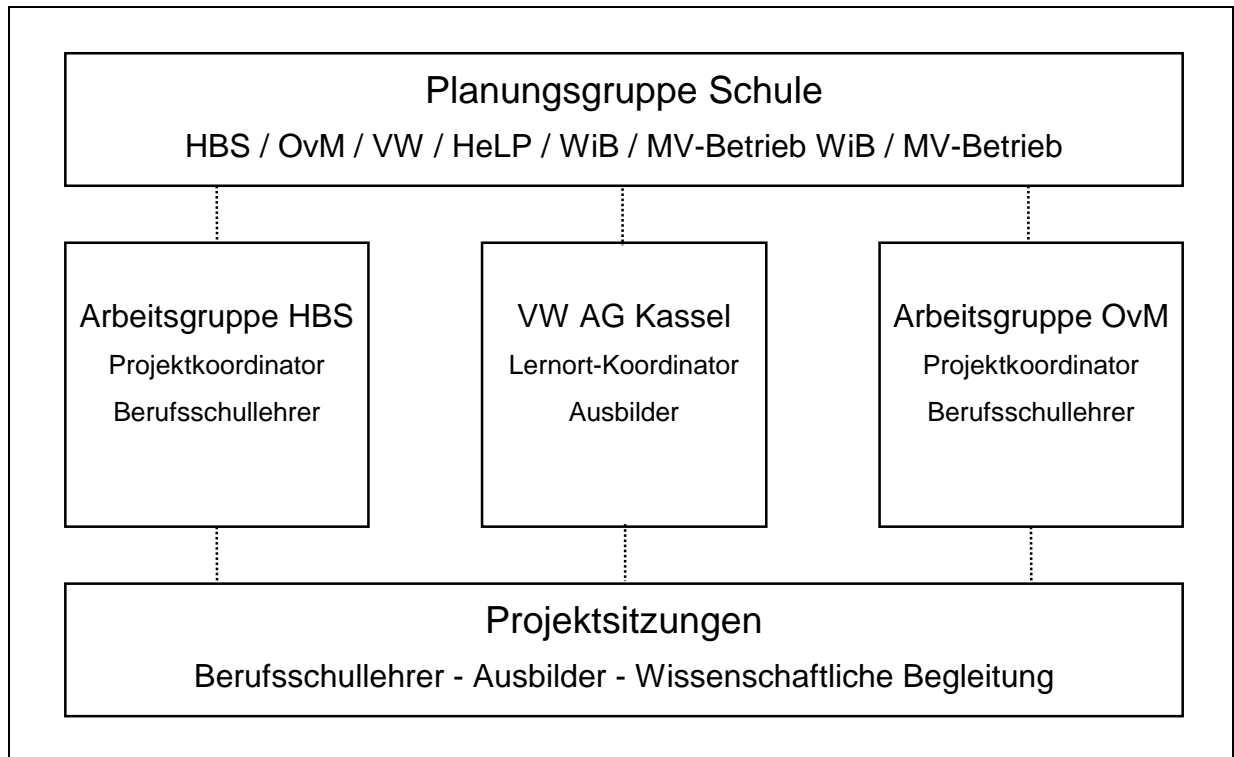 Planungsgruppe Schule
HBS / OvM / VW / HeLP / WiB / MV-Betrieb WiB / MV-Betrieb
Arbeitsgruppe HBS
Projektkoordinator
Berufsschullehrer
VW AG Kassel
Lernort-Koordinator
Ausbilder
Arbeitsgruppe OvM
Projektkoordinator
Berufsschullehrer
Projektsitzungen
Berufsschullehrer - Ausbilder - Wissenschaftliche Begleitung